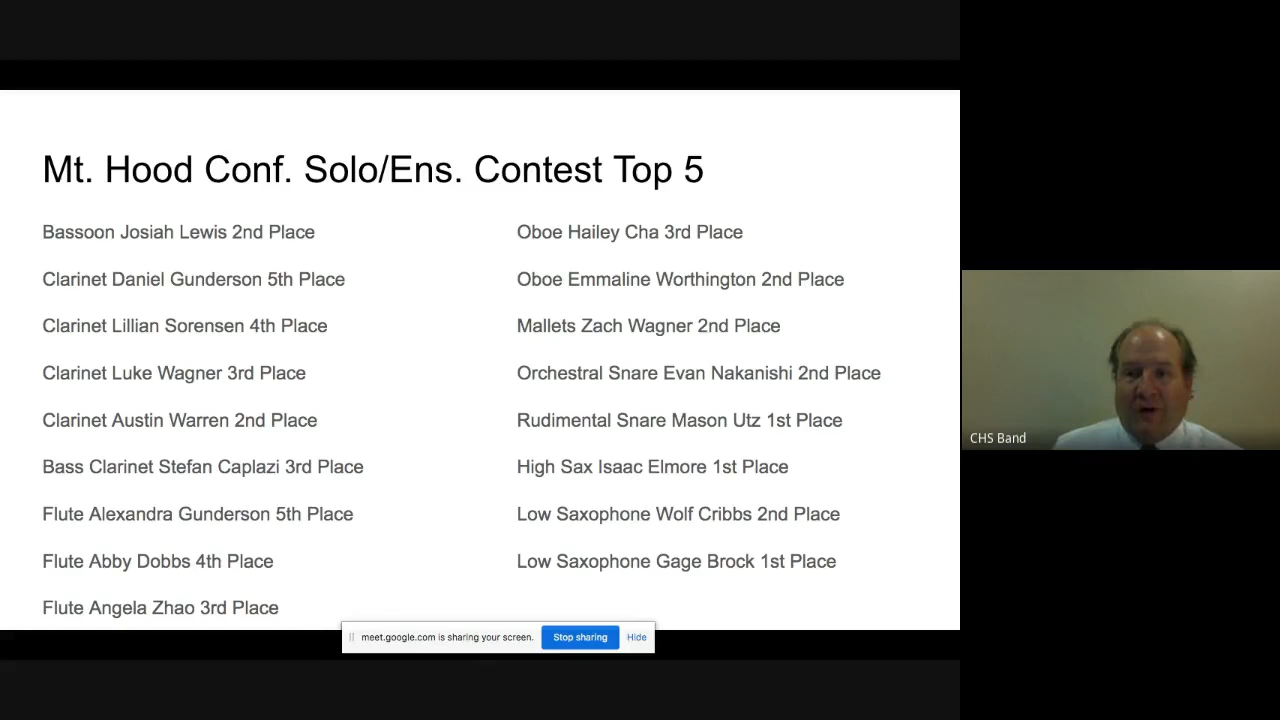 Mt. Hood Conf. Solo/Ens. Contest Top 5
Bassoon Josiah Lewis 2nd Place
Clarinet Daniel Gunderson 5th Place
Clarinet Lillian Sorensen 4th Place
Clarinet Luke Wagner 3rd Place
Clarinet Austin Warren 2nd Place
Bass Clarinet Stefan Caplazi 3rd Place
Flute Alexandra Gunderson 5th Place
Flute Abby Dobbs 4th Place
Flute Angela Zhao 3rd Place
Oboe Hailey Cha 3rd Place
Oboe Emmaline Worthington 2nd Place
Mallets Zach Wagner 2nd Place
Orchestral Snare Evan Nakanishi 2nd Place
Rudimental Snare Mason Utz 1st Place
High Sax Isaac Elmore 1st Place
Low Saxophone Wolf Cribbs 2nd Place
Low Saxophone Gage Brock 1st Place
CHS Band
meet.google.com is sharing your screen. Stop sharing Hide